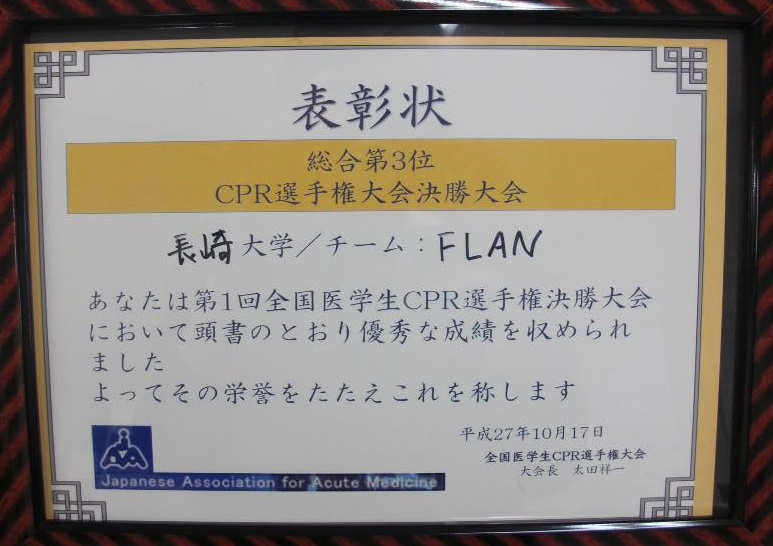 表彰状
総合第3位
CPR選手権大会決勝大会
長崎大学／チーム：FLAN
あなたは第1回全国医学生CPR選手権決勝大会
において頭書のとおり優秀な成績を収められ
ました
よってその栄誉をたたえこれを称します
平成27年10月17日
全国医学生CPR選手権大会
大会長 太田祥一
Japanese Association for Acute Medicine